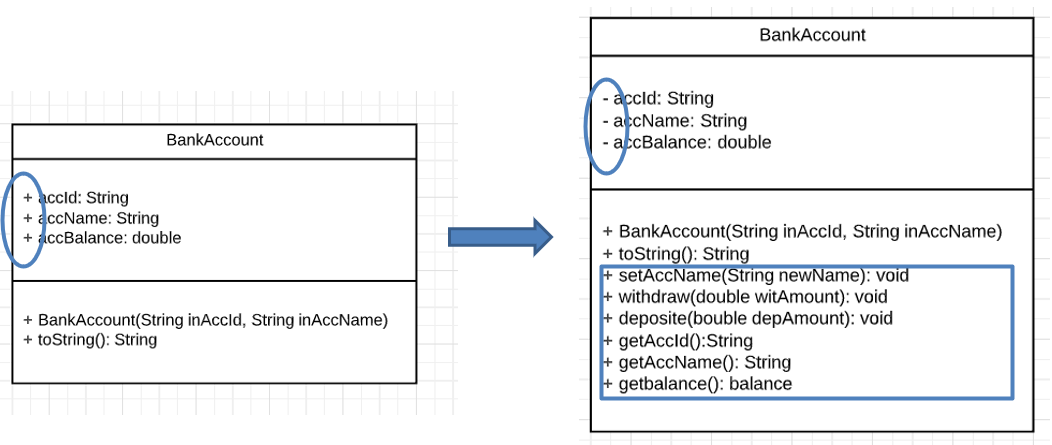 BankAccount
+ accId: String
+ accName: String
+ accBalance: double
+ BankAccount(String inAccId, String inAccName)
+ toString(): String
BankAccount
- accId: String
- accName: String
- accBalance: double
+ BankAccount(String inAccId, String inAccName)
+ toString(): String
+ setAccName(String newName): void
+ withdraw(double witAmount): void
+ deposite(bouble depAmount): void
+ getAccId():String
+ getAccName(): String
+ getbalance(): balance